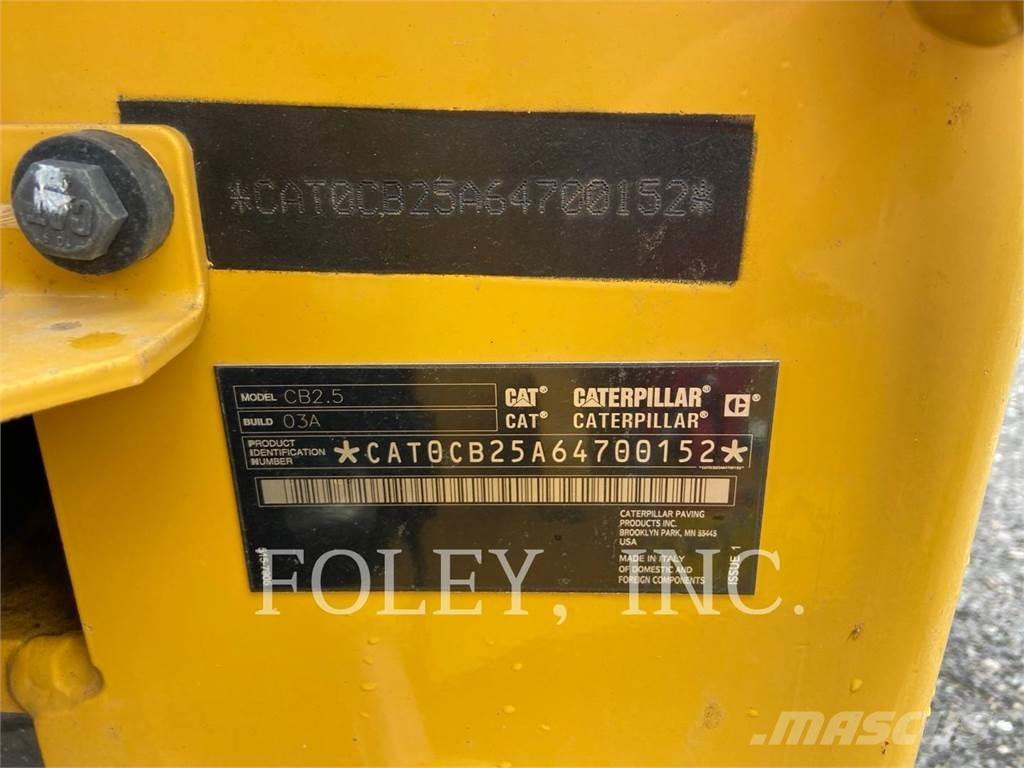 *CAT0CB25A64700152*
MODEL CB2.5
CAT® CATERPILLAR®
BUILD 03A
CAT® CATERPILLAR®
C®
PRODUCT
IDENTIFICATION
NUMBER
*CAT0CB25A64700152*
*CAT0CB25A64700152*
CATERPILLAR PAVING
PRODUCTS INC.
BROOKLYN PARK, MN 55445
USA
MADE IN ITALY
OF DOMESTIC AND
FOREIGN COMPONENTS
ISSUE 1
FOLEY, INC.
MASCUS